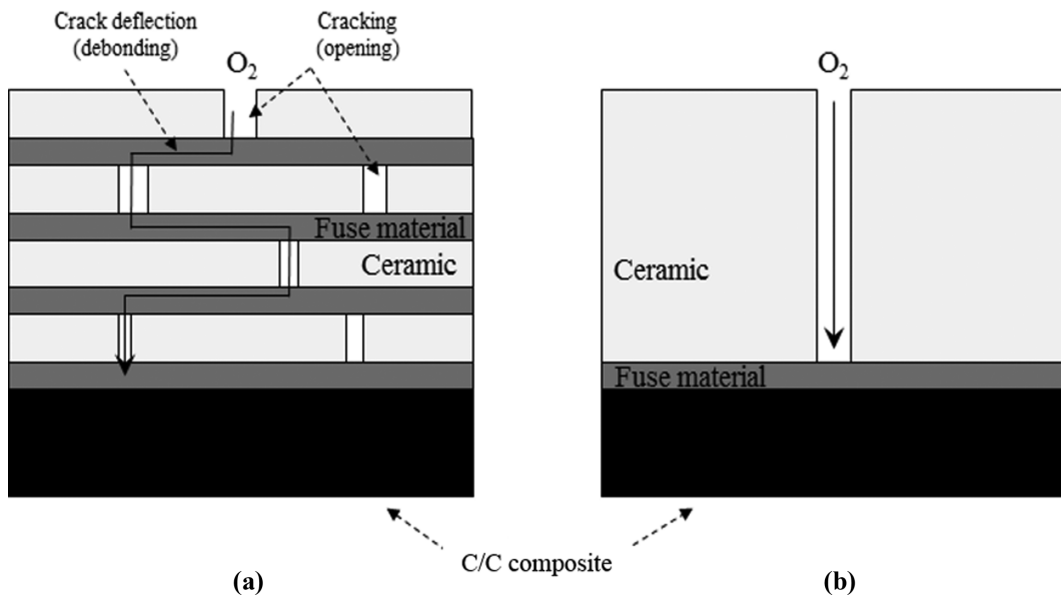 Crack deflection
(debonding)
Cracking
(opening)
O2
Fuse material
Ceramic
O2
Ceramic
Fuse material
C/C composite
(a)
(b)